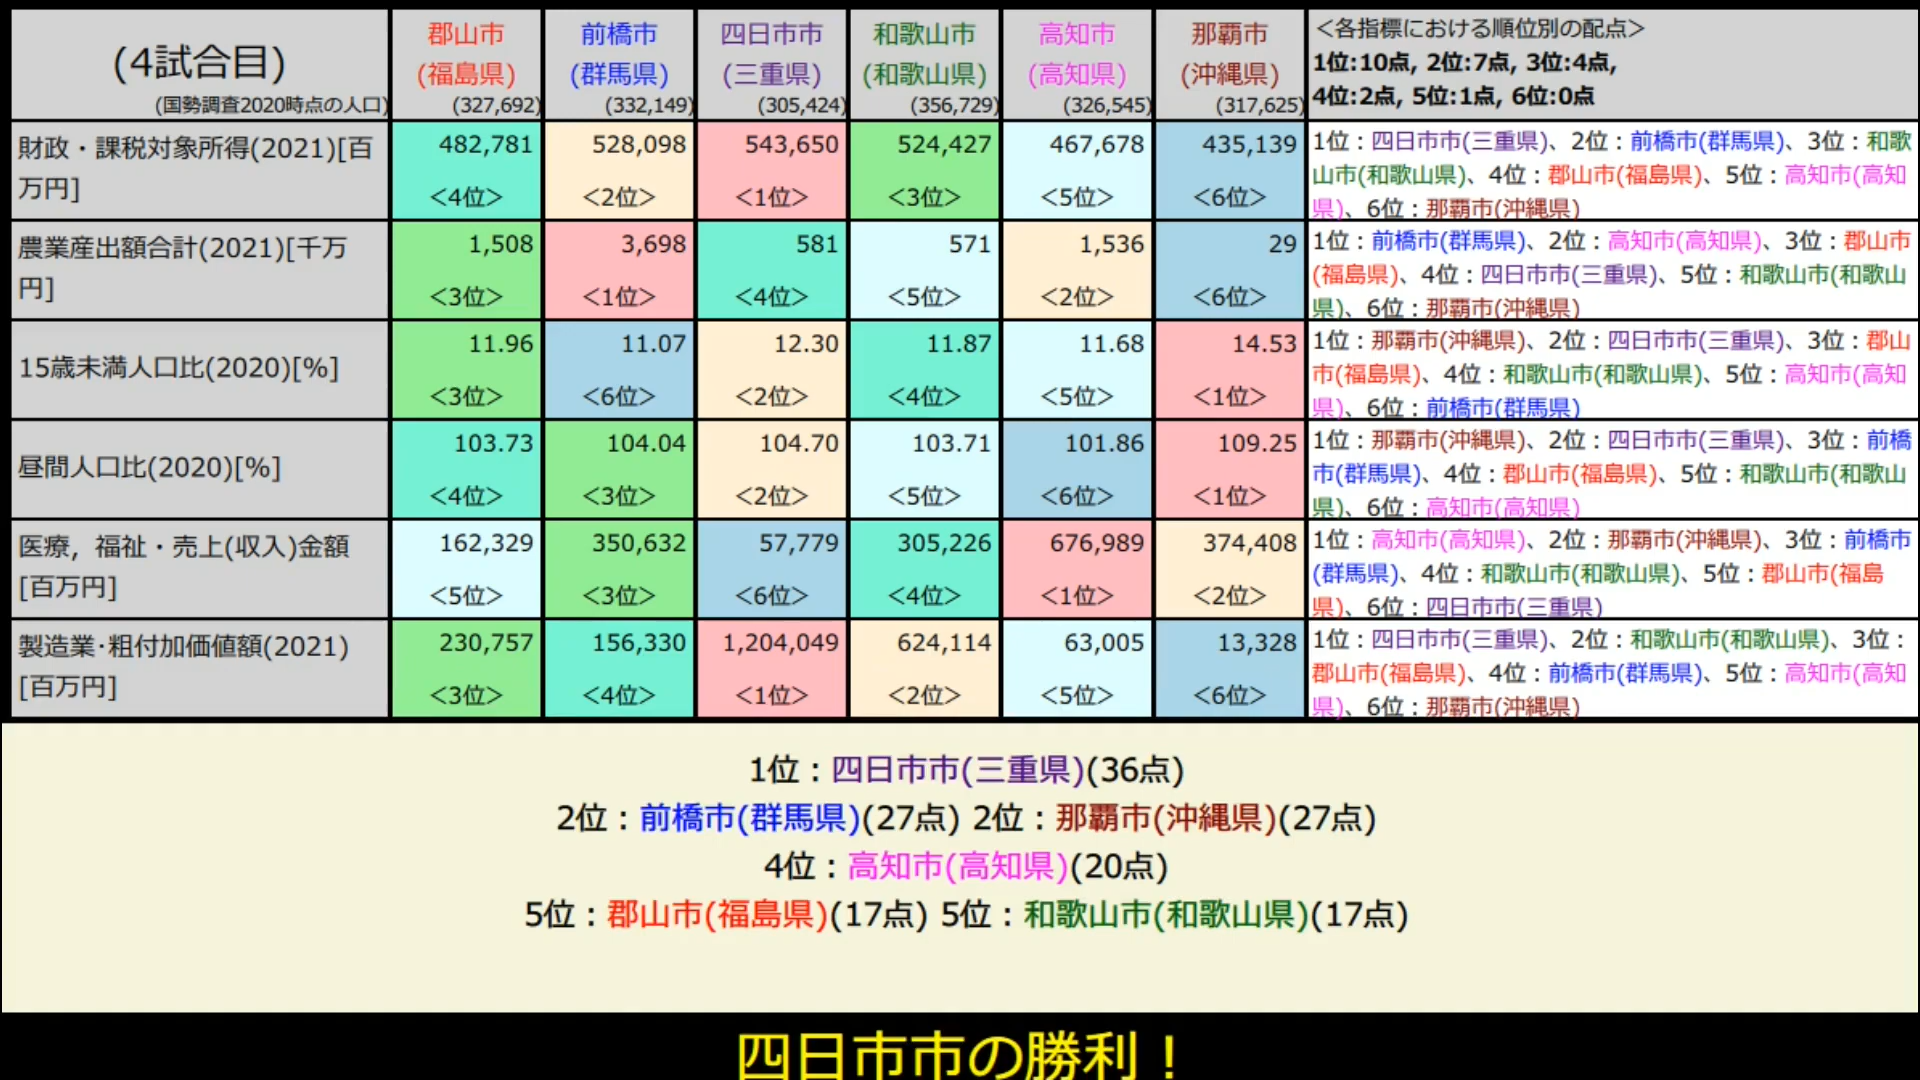 (4試合目)
(国勢調査2020時点の人口)
郡山市
(福島県)
(327,692)
前橋市
(群馬県)
(332,149)
四日市市
(三重県)
(305,424)
和歌山市
(和歌山県)
(356,729)
高知市
(高知県)
(326,545)
那覇市
(沖縄県)
(317,625)
＜各指標における順位別の配点＞
1位:10点, 2位:7点, 3位:4点,
4位:2点, 5位:1点, 6位:0点
財政・課税対象所得(2021)[百
万円]
482,781
<4位>
528,098
<2位>
543,650
<1位>
524,427
<3位>
467,678
<5位>
435,139
<6位>
1位：四日市市(三重県)、2位：前橋市(群馬県)、3位：和歌
山市(和歌山県)、4位：郡山市(福島県)、5位：高知市(高知
県)、6位：那覇市(沖縄県)
農業産出額合計(2021)[千万
円]
1,508
<3位>
3,698
<1位>
581
<4位>
571
<5位>
1,536
<2位>
29
<6位>
1位：前橋市(群馬県)、2位：高知市(高知県)、3位：郡山市
(福島県)、4位：四日市市(三重県)、5位：和歌山市(和歌山
県)、6位：那覇市(沖縄県)
15歳未満人口比(2020)[%]
11.96
<3位>
11.07
<6位>
12.30
<2位>
11.87
<4位>
11.68
<5位>
14.53
<1位>
1位：那覇市(沖縄県)、2位：四日市市(三重県)、3位：郡山
市(福島県)、4位：和歌山市(和歌山県)、5位：高知市(高知
県)、6位：前橋市(群馬県)
昼間人口比(2020)[%]
103.73
<4位>
104.04
<3位>
104.70
<2位>
103.71
<5位>
101.86
<6位>
109.25
<1位>
1位：那覇市(沖縄県)、2位：四日市市(三重県)、3位：前橋
市(群馬県)、4位：郡山市(福島県)、5位：和歌山市(和歌山
県)、6位：高知市(高知県)
医療，福祉・売上(収入)金額
[百万円]
162,329
<5位>
350,632
<3位>
57,779
<6位>
305,226
<4位>
676,989
<1位>
374,408
<2位>
1位：高知市(高知県)、2位：那覇市(沖縄県)、3位：前橋市
(群馬県)、4位：和歌山市(和歌山県)、5位：郡山市(福島
県)、6位：四日市市(三重県)
製造業･粗付加価値額(2021)
[百万円]
230,757
<3位>
156,330
<4位>
1,204,049
<1位>
624,114
<2位>
63,005
<5位>
13,328
<6位>
1位：四日市市(三重県)、2位：和歌山市(和歌山県)、3位：
郡山市(福島県)、4位：前橋市(群馬県)、5位：高知市(高知
県)、6位：那覇市(沖縄県)
1位：四日市市(三重県)(36点)
2位：前橋市(群馬県)(27点) 2位：那覇市(沖縄県)(27点)
4位：高知市(高知県)(20点)
5位：郡山市(福島県)(17点) 5位：和歌山市(和歌山県)(17点)
四日市市の勝利！